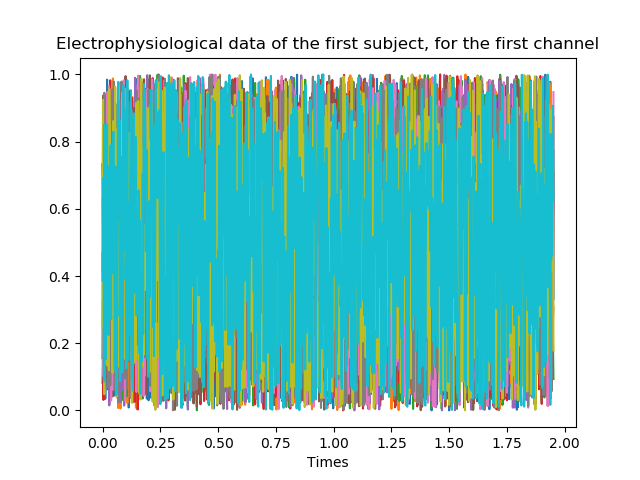 Electrophysiological data of the first subject, for the first channel
1.0
0.8
0.6
0.4
0.2
0.0
0.00 0.25 0.50 0.75 1.00 1.25 1.50 1.75 2.00
Times